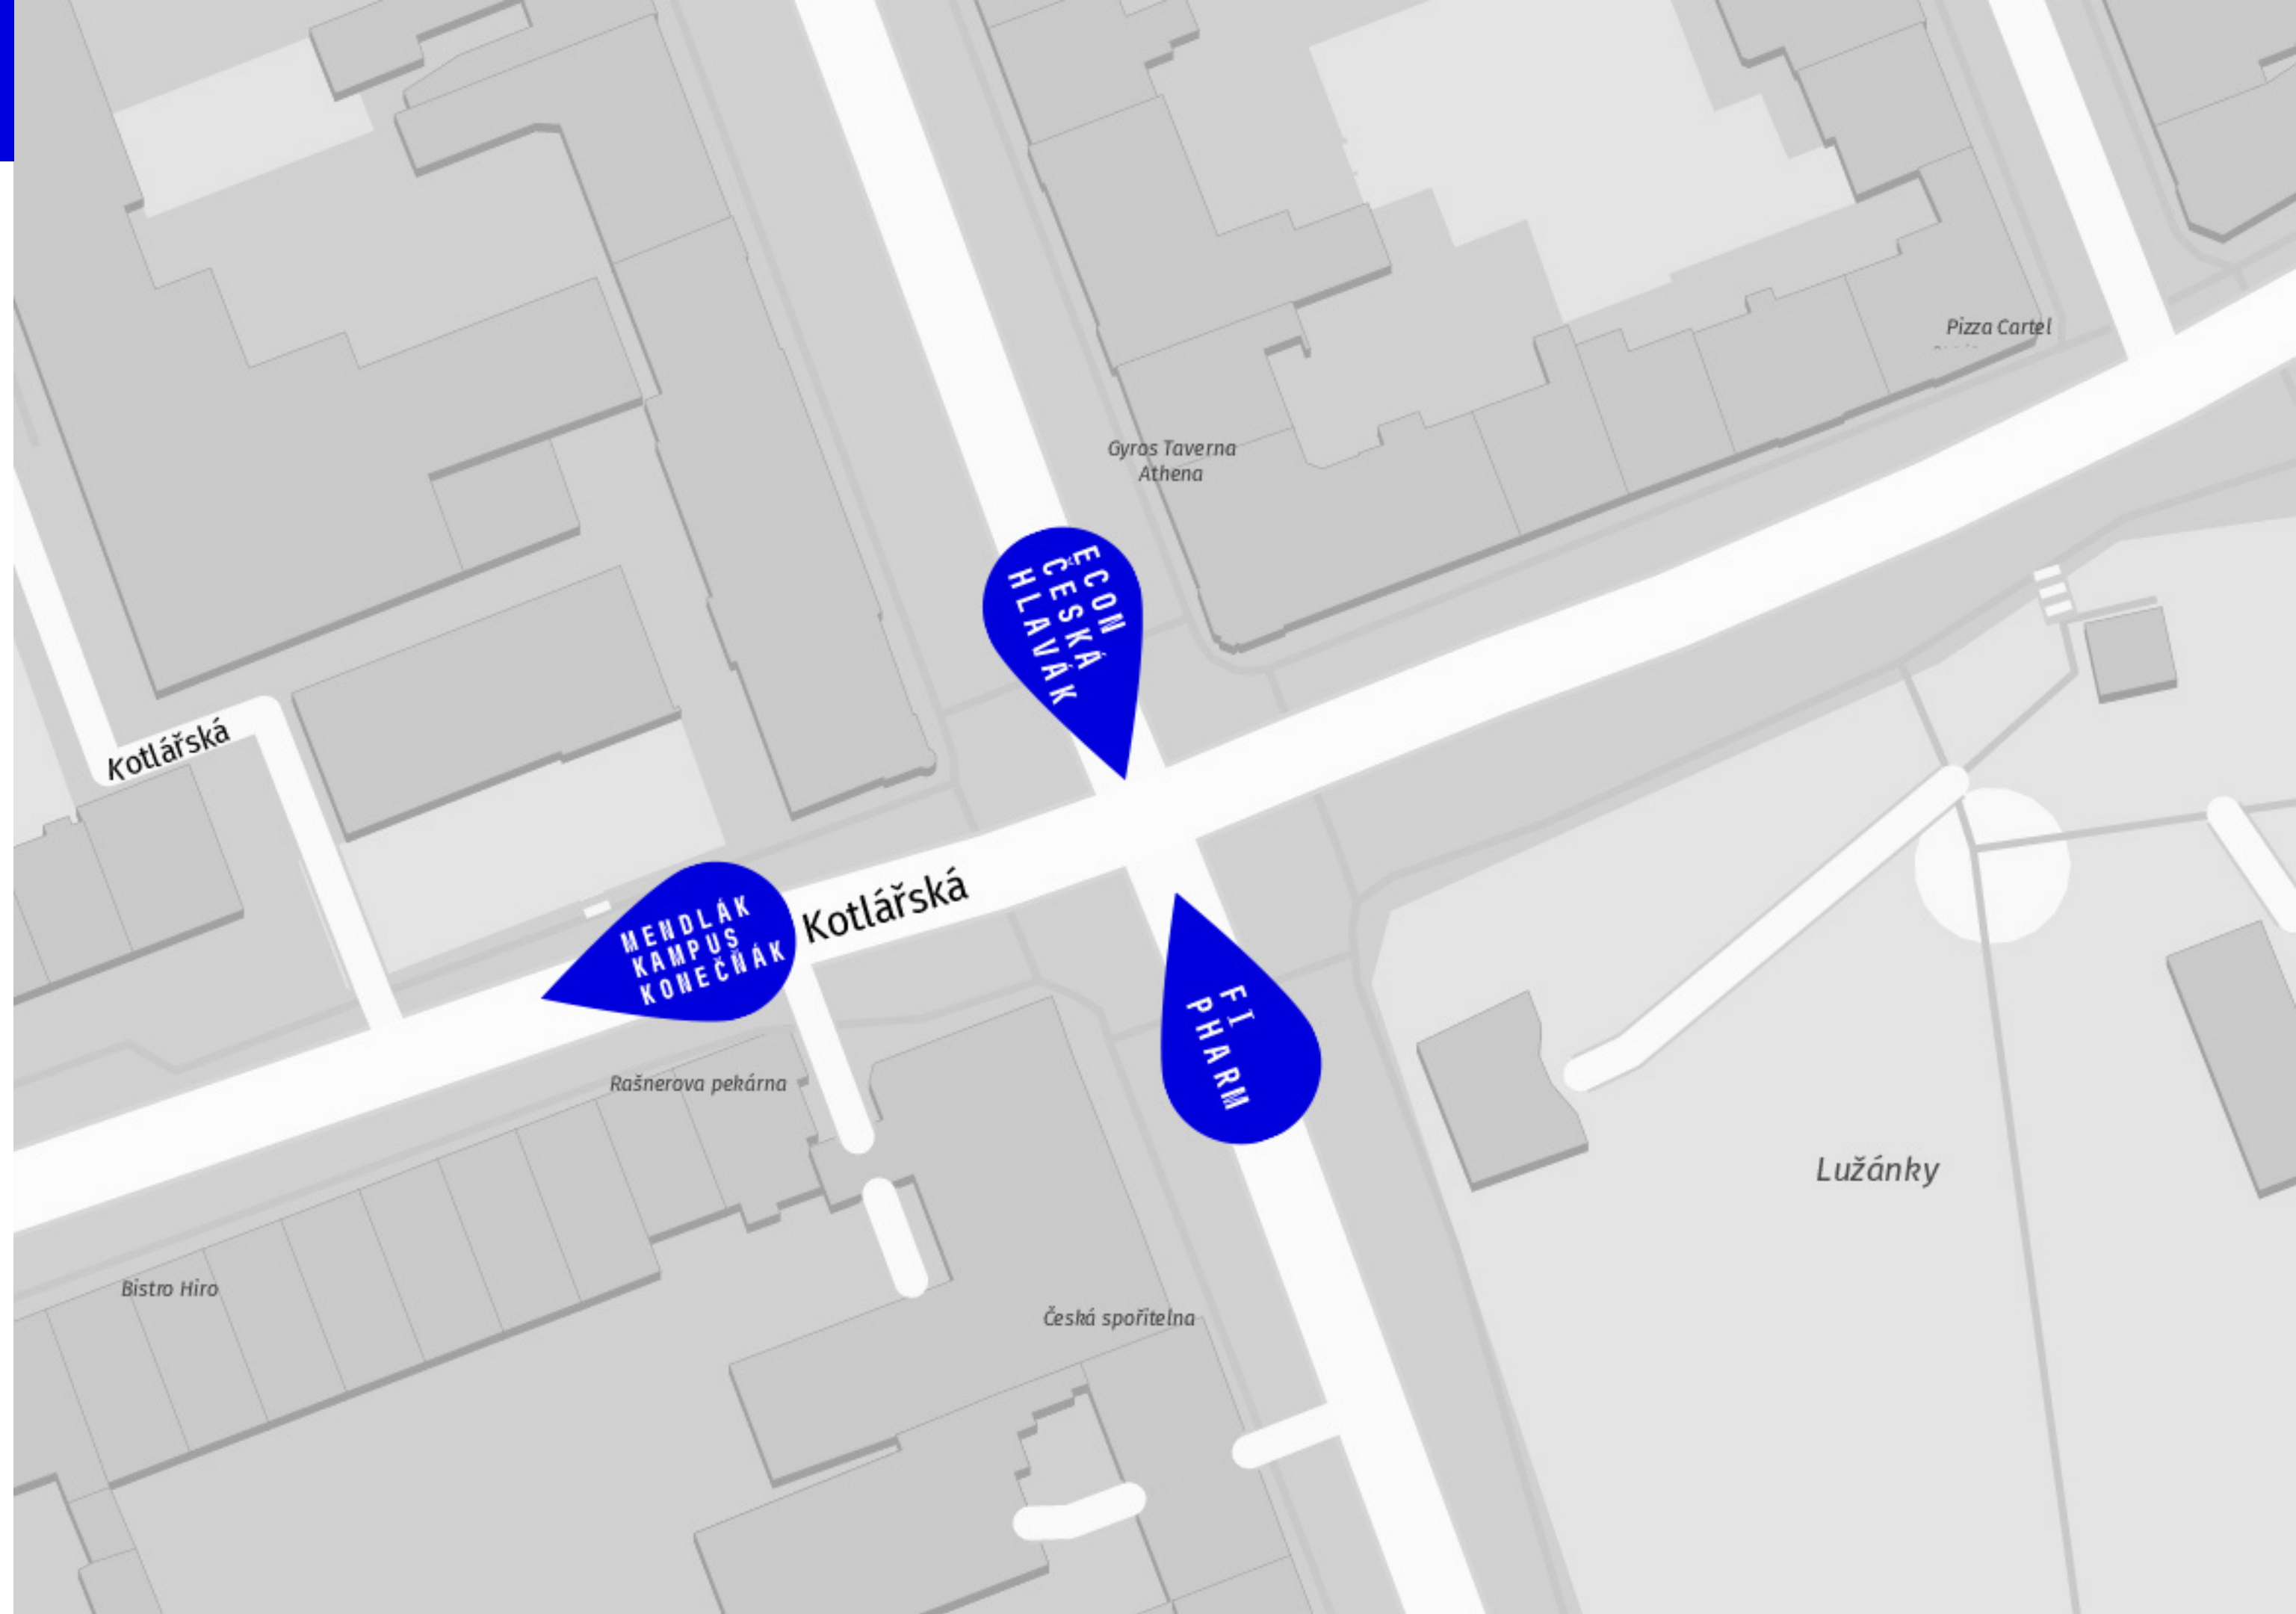 Pizza Cartel
Gyros Taverna
Athena
ECON
ČESKÁ
HLAVÁK
Kotlářská
Kotlářská
MENDLÁK
KAMPUS
KONEČŇÁK
FI
PHARM
Rašnerova pekárna
Lužánky
Bistro Hiro
Česká spořitelna